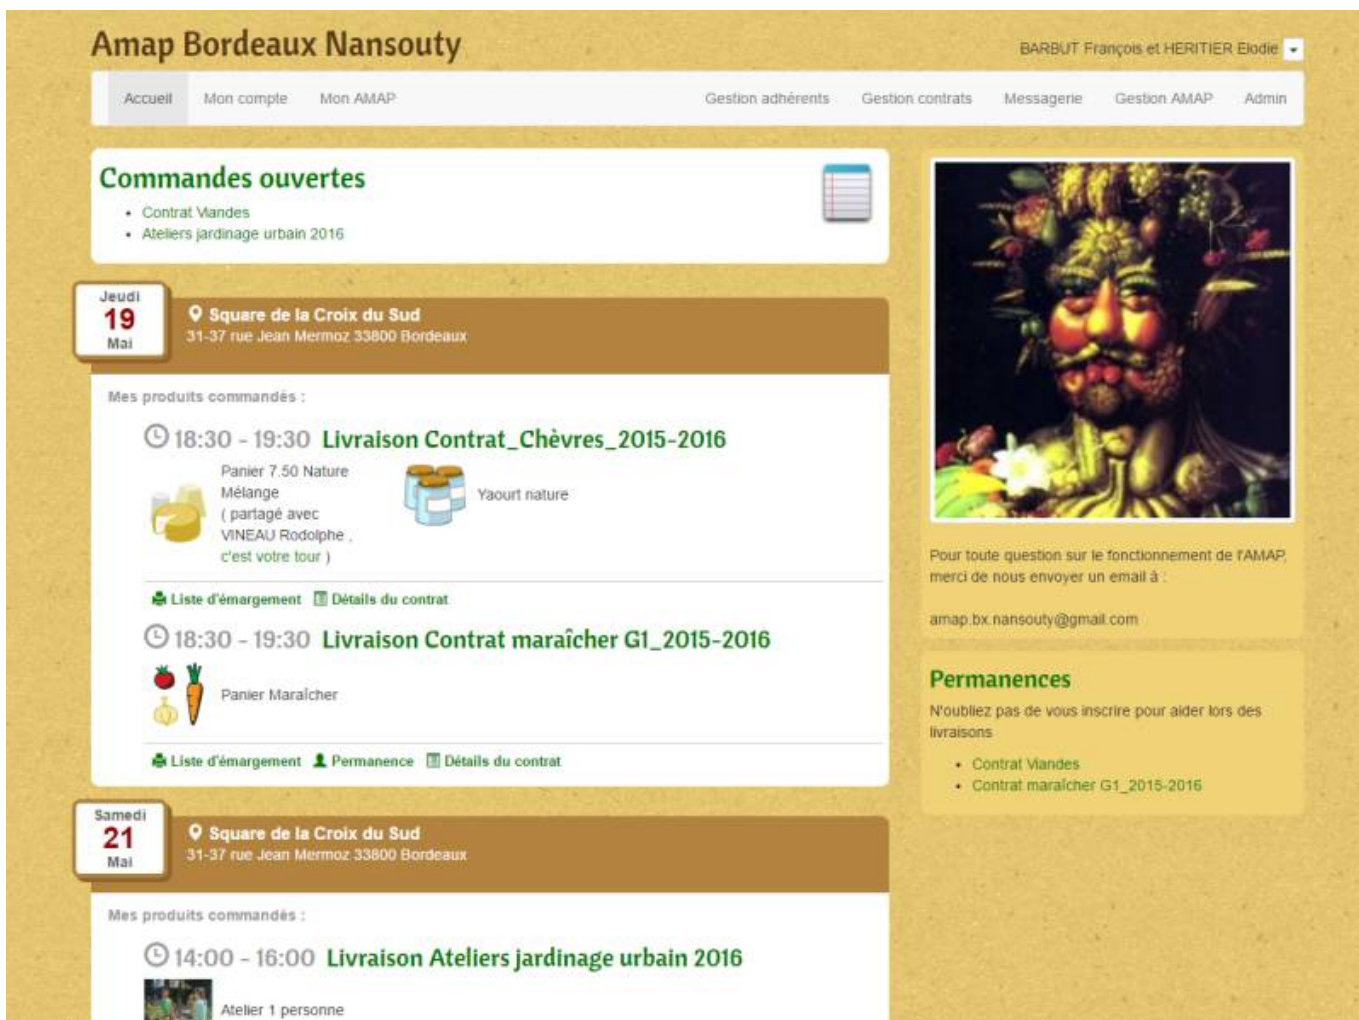 Amap Bordeaux Nansouty
BARBUT François et HERITIER Elodie
Accueil Mon compte Mon AMAP Gestion adhérents Gestion contrats Messagerie Gestion AMAP Admin
Commandes ouvertes
Contrat Viandes
Ateliers jardinage urbain 2016
Jeudi
19
Mai
Square de la Croix du Sud
31-37 rue Jean Mermoz 33800 Bordeaux
Mes produits commandés :
18:30 - 19:30 Livraison Contrat_Chèvres_2015-2016
Panier 7.50 Nature
Mélange
( partagé avec
VINEAU Rodolphe ,
c'est votre tour )
Yaourt nature
Liste d'émargement Détails du contrat
18:30 - 19:30 Livraison Contrat maraîcher G1_2015-2016
Panier Maraîcher
Liste d'émargement Permanence Détails du contrat
Samedi
21
Mai
Square de la Croix du Sud
31-37 rue Jean Mermoz 33800 Bordeaux
Mes produits commandés :
14:00 - 16:00 Livraison Ateliers jardinage urbain 2016
Atelier 1 personne
Pour toute question sur le fonctionnement de l'AMAP,
merci de nous envoyer un email à :
amap.bx.nansouty@gmail.com
Permanences
N'oubliez pas de vous inscrire pour aider lors des
livraisons
Contrat Viandes
Contrat maraîcher G1_2015-2016